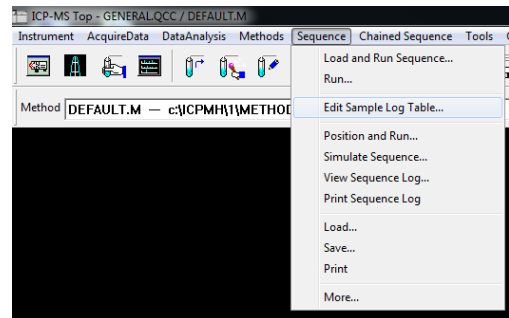 ICP-MS Top - GENERAL.QCC / DEFAULT.M
Instrument AcquireData DataAnalysis Methods Sequence Chained Sequence Tools
Load and Run Sequence...
Run...
Method DEFAULT.M — c:\ICPMH\1\METHOD
Edit Sample Log Table...
Position and Run...
Simulate Sequence...
View Sequence Log...
Print Sequence Log
Load...
Save...
Print
More...